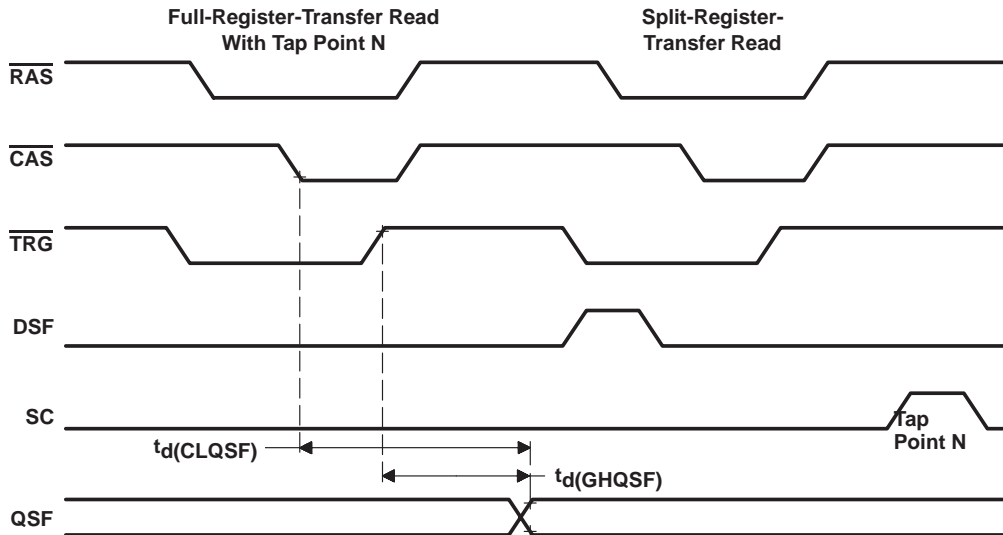 Full-Register-Transfer Read
With Tap Point N
Split-Register-
Transfer Read
RAS
CAS
TRG
DSF
SC
Tap
Point N
td(CLQSF)
td(GHQSF)
QSF